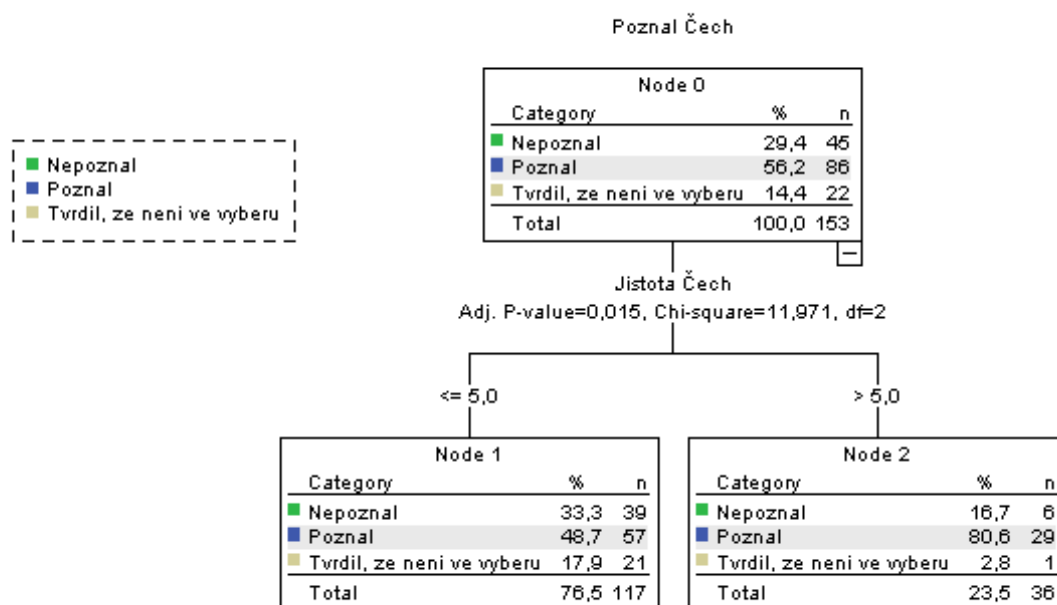 Poznal Čech
Nepoznal
Poznal
Tvrdil, ze neni ve vyberu
Node 0
Category % n
Nepoznal 29,4 45
Poznal 56,2 86
Tvrdil, ze neni ve vyberu 14,4 22
Total 100,0 153
Jistota Čech
Adj. P-value=0,015, Chi-square=11,971, df=2
<= 5,0
> 5,0
Node 1
Category % n
Nepoznal 33,3 39
Poznal 48,7 57
Tvrdil, ze neni ve vyberu 17,9 21
Total 76,5 117
Node 2
Category % n
Nepoznal 16,7 6
Poznal 80,6 29
Tvrdil, ze neni ve vyberu 2,8 1
Total 23,5 36